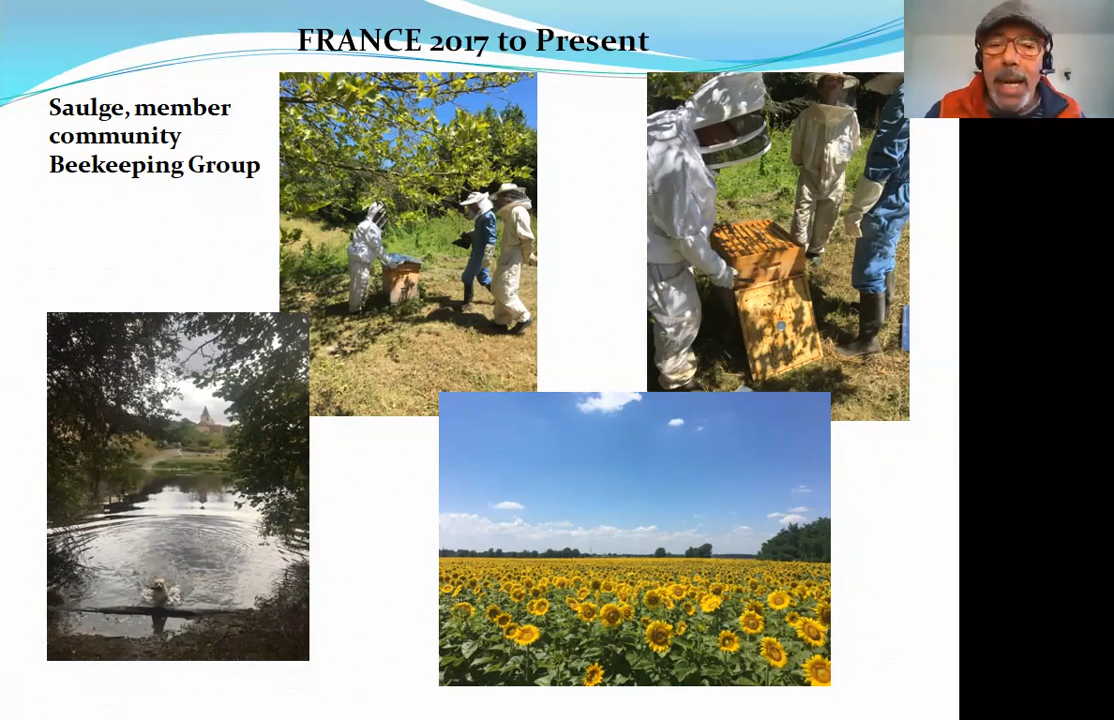 FRANCE 2017 to Present
Saulge, member
community
Beekeeping Group